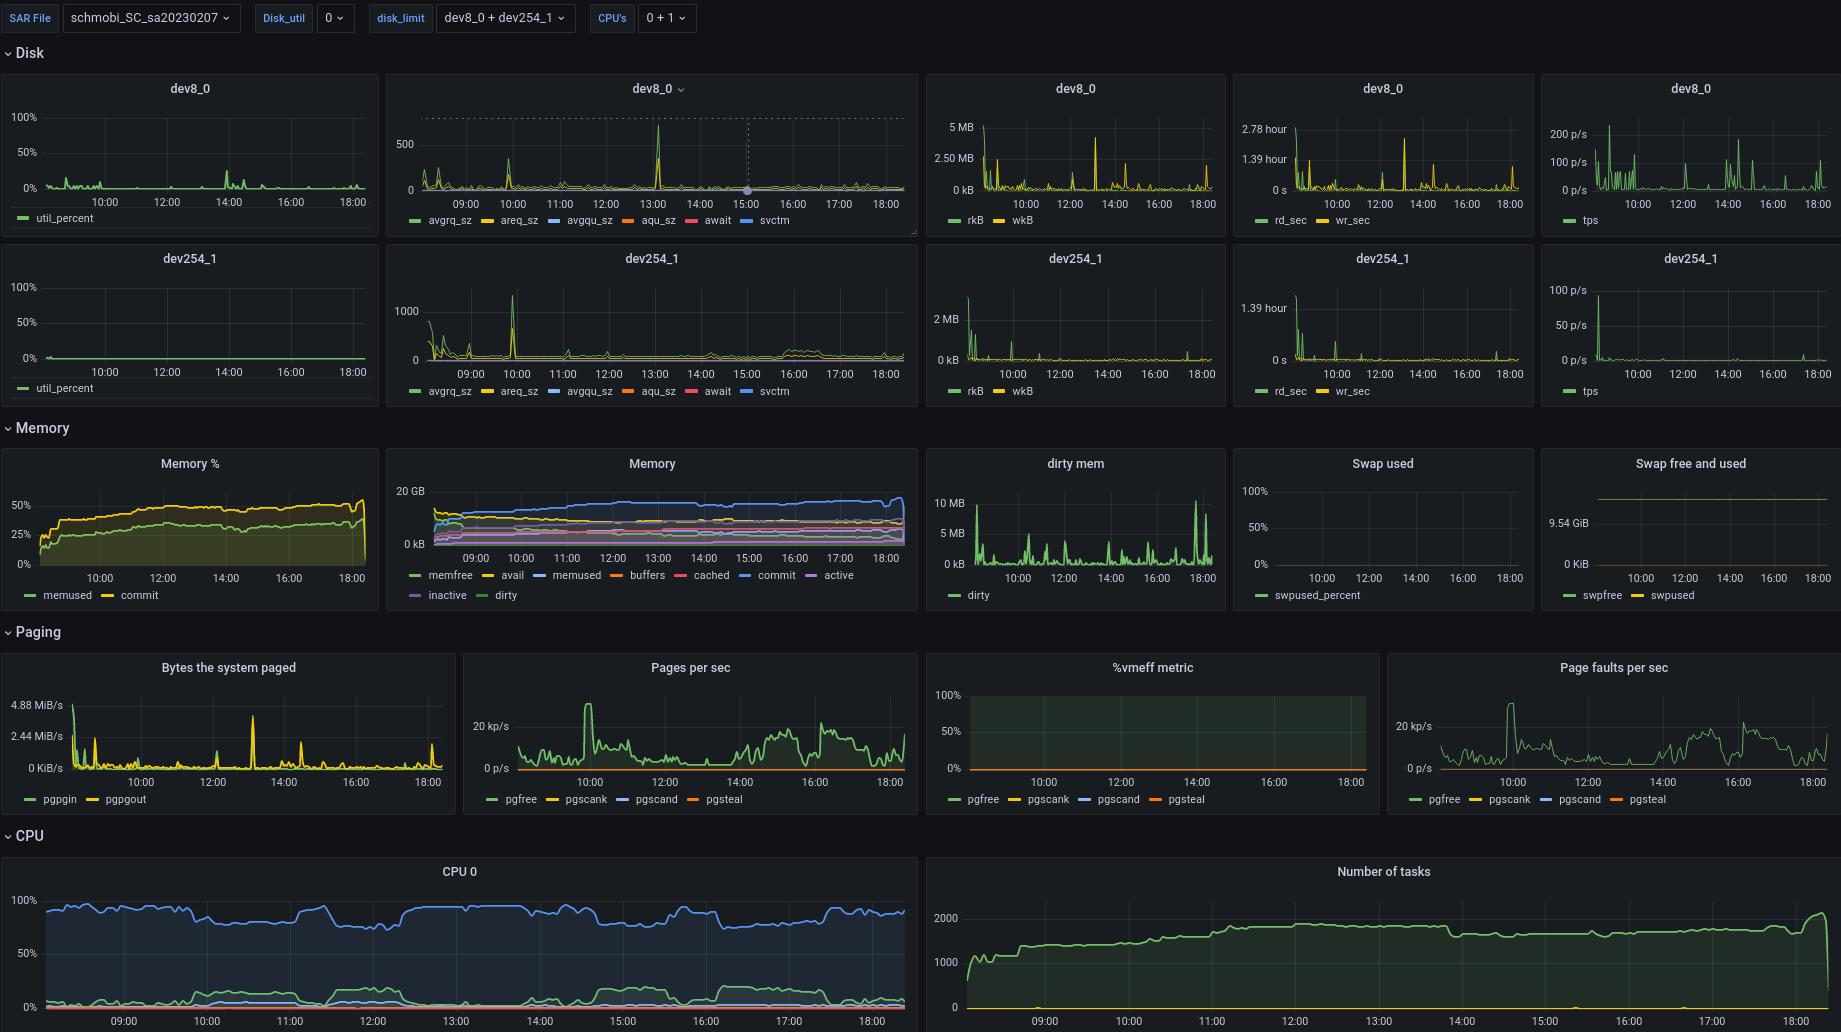 SAR File schmobi_SC_sa20230207 Disk_util 0 disk_limit dev8_0 + dev254_1 CPU's 0 + 1
Disk
dev8_0 dev8_0 dev8_0 dev8_0 dev8_0
100%
50%
0%
10:00 12:00 14:00 16:00 18:00
util_percent
500
0
09:00 10:00 11:00 12:00 13:00 14:00 15:00 16:00 17:00 18:00
avgrq_sz areq_sz avgqu_sz aqu_sz await svctm
5 MB
2.50 MB
0 kB
10:00 12:00 14:00 16:00 18:00
rkB wkB
2.78 hour
1.39 hour
0 s
10:00 12:00 14:00 16:00 18:00
rd_sec wr_sec
200 p/s
100 p/s
0 p/s
10:00 12:00 14:00 16:00 18:00
tps
dev254_1 dev254_1 dev254_1 dev254_1 dev254_1
100%
50%
0%
10:00 12:00 14:00 16:00 18:00
util_percent
1000
0
09:00 10:00 11:00 12:00 13:00 14:00 15:00 16:00 17:00 18:00
avgrq_sz areq_sz avgqu_sz aqu_sz await svctm
2 MB
0 kB
10:00 12:00 14:00 16:00 18:00
rkB wkB
1.39 hour
0 s
10:00 12:00 14:00 16:00 18:00
rd_sec wr_sec
100 p/s
50 p/s
0 p/s
10:00 12:00 14:00 16:00 18:00
tps
Memory
Memory % Memory dirty mem Swap used Swap free and used
50%
25%
0%
10:00 12:00 14:00 16:00 18:00
memused commit
20 GB
0 kB
09:00 10:00 11:00 12:00 13:00 14:00 15:00 16:00 17:00 18:00
memfree avail memused buffers cached commit active
inactive dirty
10 MB
5 MB
0 kB
10:00 12:00 14:00 16:00 18:00
dirty
100%
50%
0%
10:00 12:00 14:00 16:00 18:00
swpused_percent
9.54 GiB
0 KiB
10:00 12:00 14:00 16:00 18:00
swpfree swpused
Paging
Bytes the system paged Pages per sec %vmeff metric Page faults per sec
4.88 MiB/s
2.44 MiB/s
0 KiB/s
10:00 12:00 14:00 16:00 18:00
pgpgin pgpgout
20 kp/s
0 p/s
10:00 12:00 14:00 16:00 18:00
pgfree pgscank pgscand pgsteal
100%
50%
0%
10:00 12:00 14:00 16:00 18:00
pgfree pgscank pgscand pgsteal
20 kp/s
0 p/s
10:00 12:00 14:00 16:00 18:00
pgfree pgscank pgscand pgsteal
CPU
CPU 0 Number of tasks
100%
50%
0%
09:00 10:00 11:00 12:00 13:00 14:00 15:00 16:00 17:00 18:00
2000
1000
0
09:00 10:00 11:00 12:00 13:00 14:00 15:00 16:00 17:00 18:00